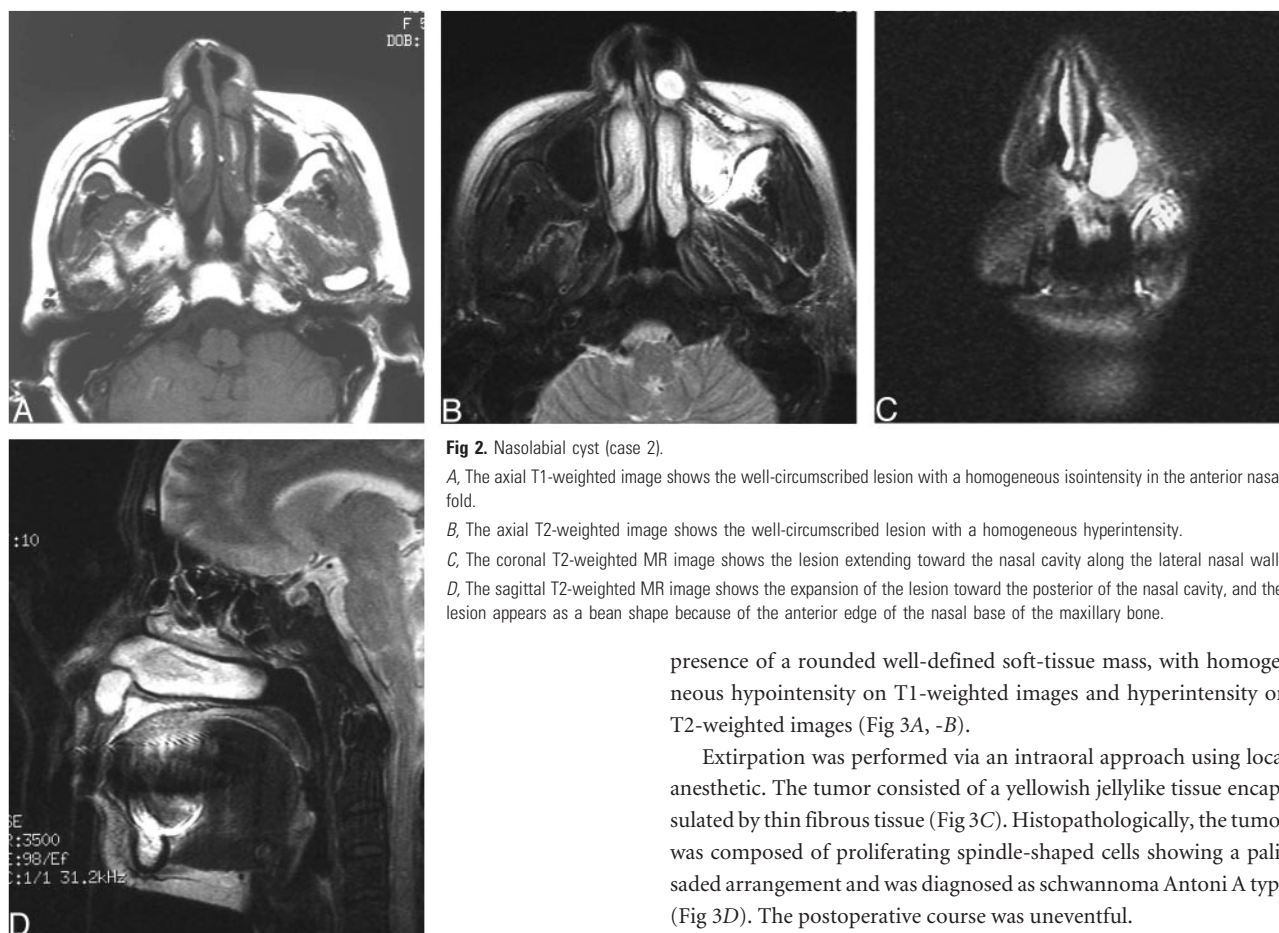 F 5
DOB:
A
B
C
:10
SE
R:3500
E:98/Ef
C:1/1 31.2kHz
D
Fig 2. Nasolabial cyst (case 2).
A, The axial T1-weighted image shows the well-circumscribed lesion with a homogeneous isointensity in the anterior nasa
fold.
B, The axial T2-weighted image shows the well-circumscribed lesion with a homogeneous hyperintensity.
C, The coronal T2-weighted MR image shows the lesion extending toward the nasal cavity along the lateral nasal wall
D, The sagittal T2-weighted MR image shows the expansion of the lesion toward the posterior of the nasal cavity, and the
lesion appears as a bean shape because of the anterior edge of the nasal base of the maxillary bone.
presence of a rounded well-defined soft-tissue mass, with homoge-
neous hypointensity on T1-weighted images and hyperintensity on
T2-weighted images (Fig 3A, -B).
Extirpation was performed via an intraoral approach using loca
anesthetic. The tumor consisted of a yellowish jellylike tissue encap-
sulated by thin fibrous tissue (Fig 3C). Histopathologically, the tumo
was composed of proliferating spindle-shaped cells showing a pali-
saded arrangement and was diagnosed as schwannoma Antoni A typ
(Fig 3D). The postoperative course was uneventful.